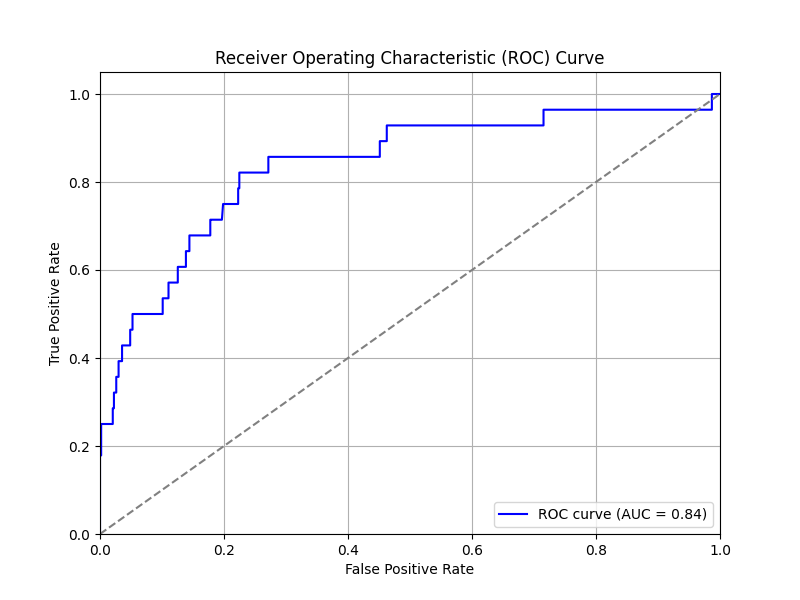 Receiver Operating Characteristic (ROC) Curve
True Positive Rate
1.0
0.8
0.6
0.4
0.2
0.0
0.0 0.2 0.4 0.6 0.8 1.0
False Positive Rate
ROC curve (AUC = 0.84)